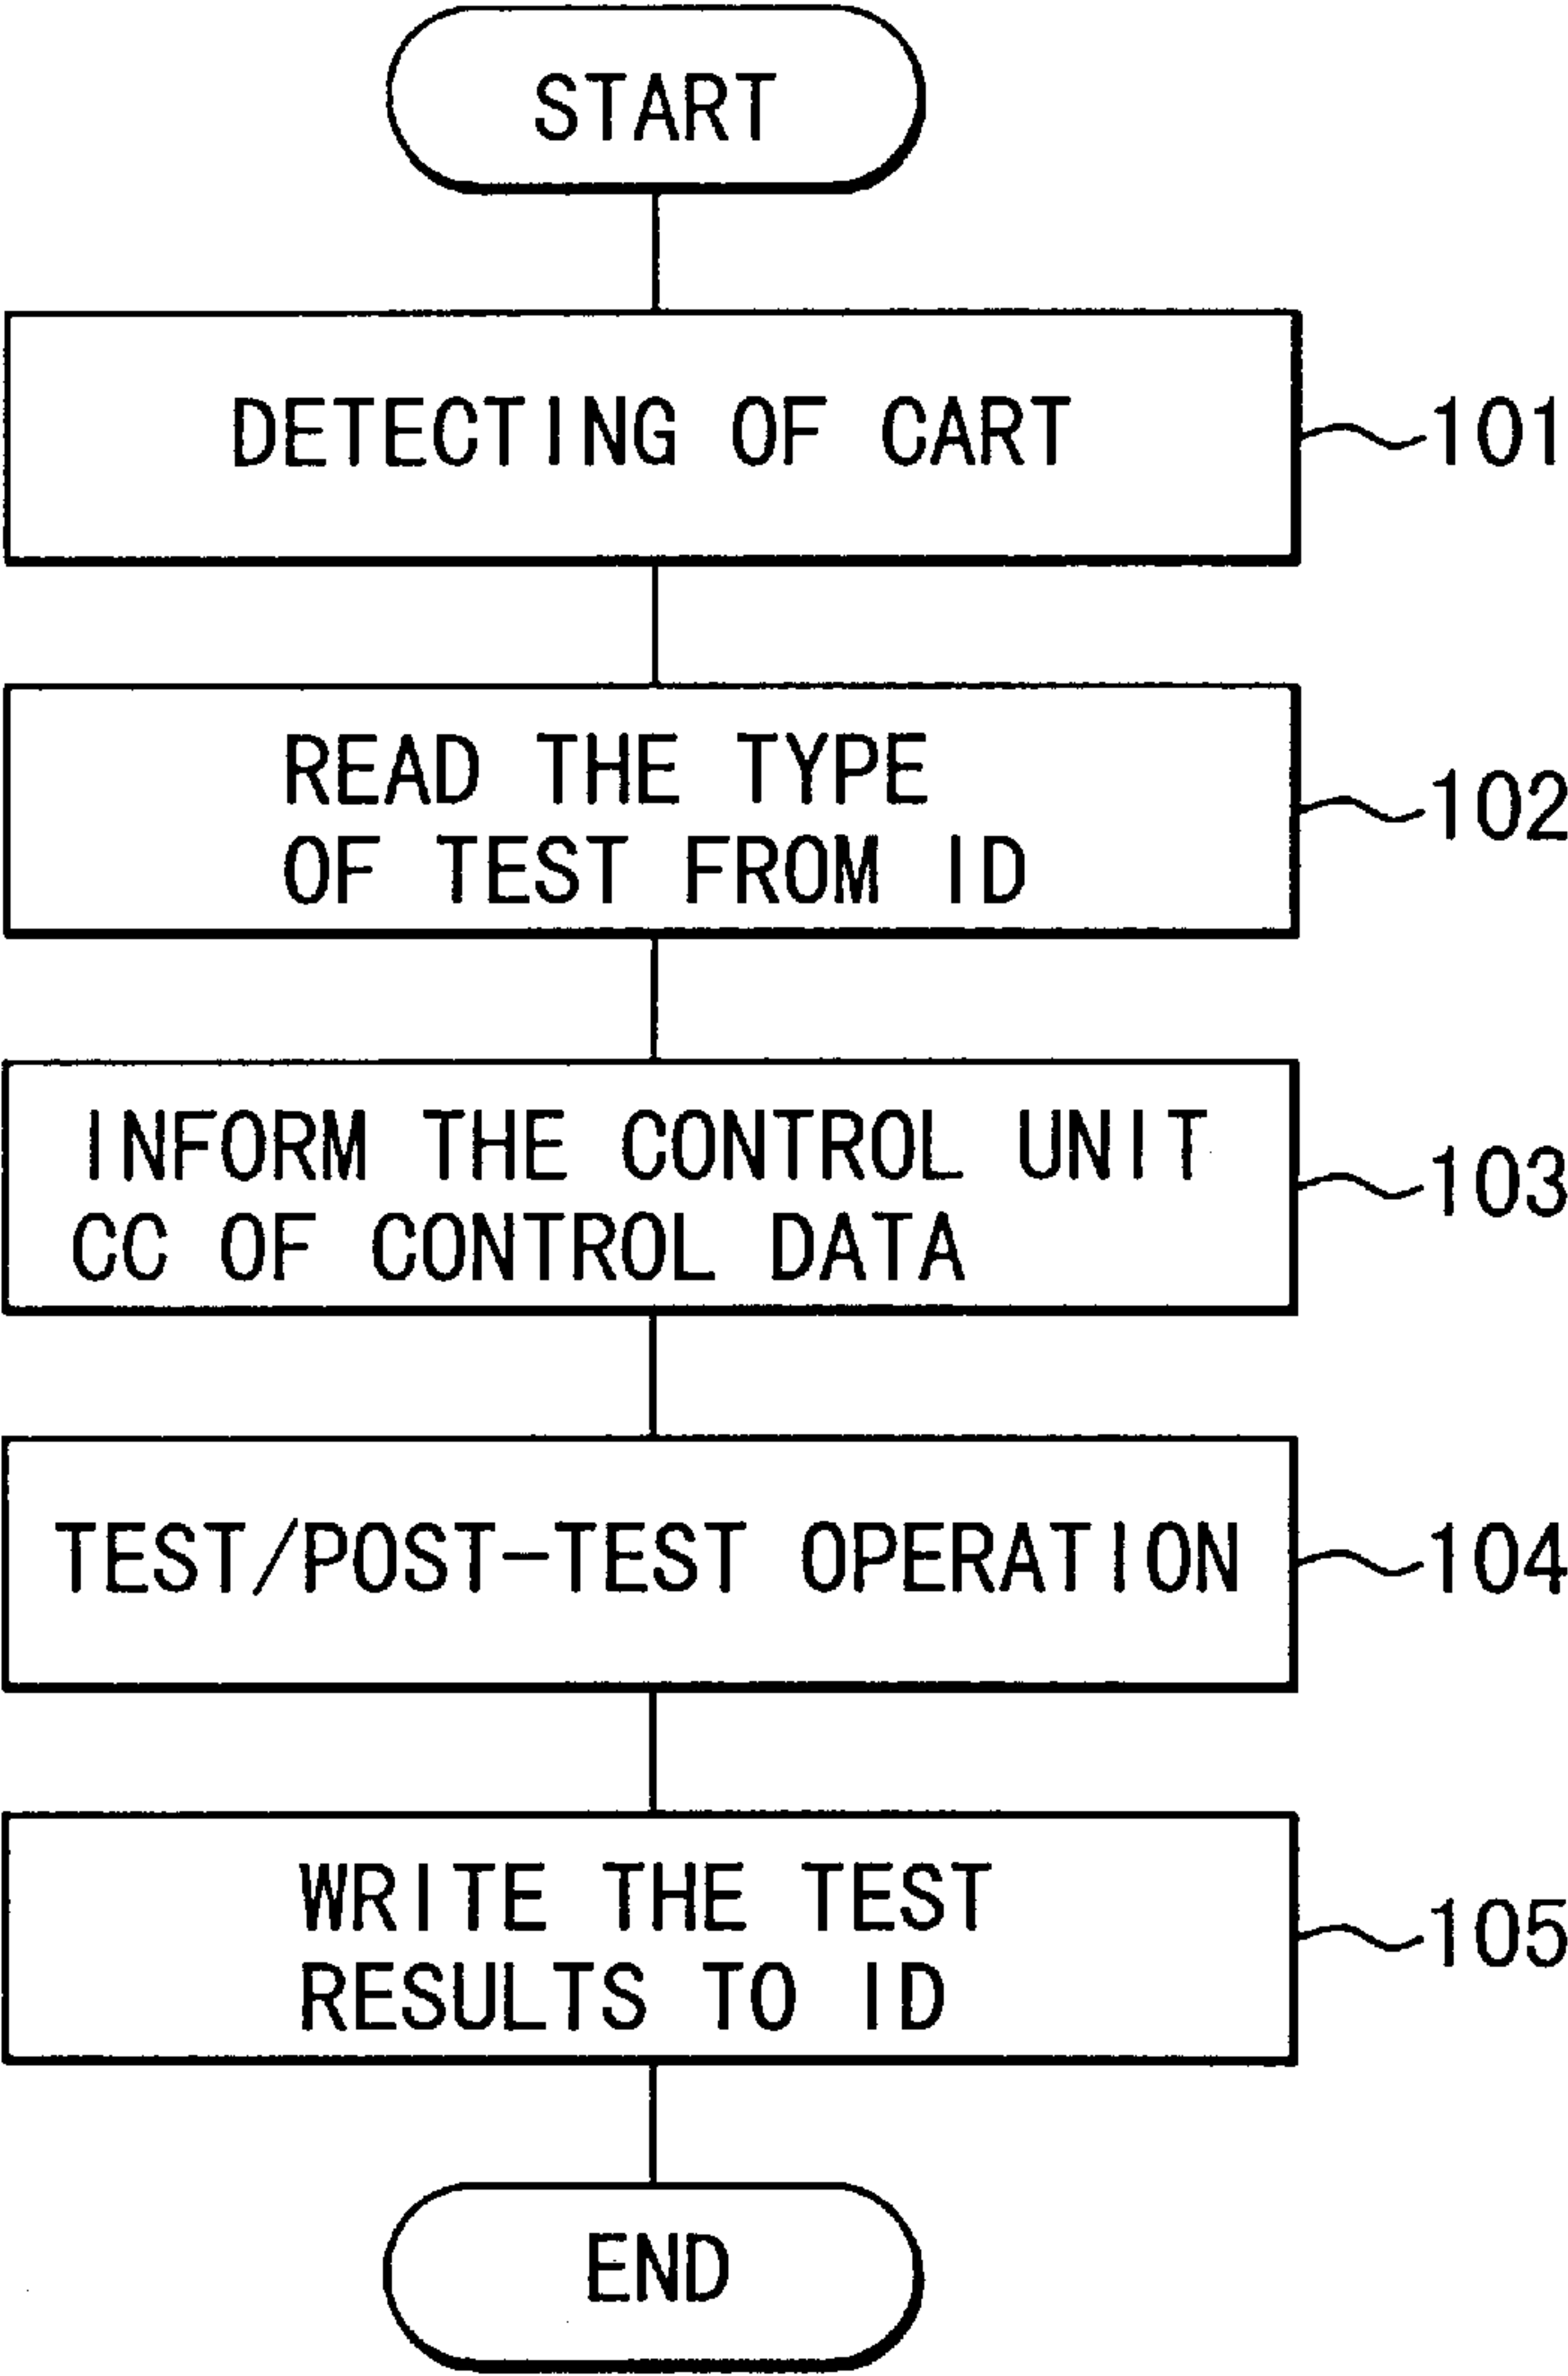 START
DETECTING OF CART
101
READ THE TYPE
OF TEST FROM ID
102
INFORM THE CONTROL UNIT
CC OF CONTROL DATA
103
TEST/POST-TEST OPERATION
104
WRITE THE TEST
RESULTS TO ID
105
END